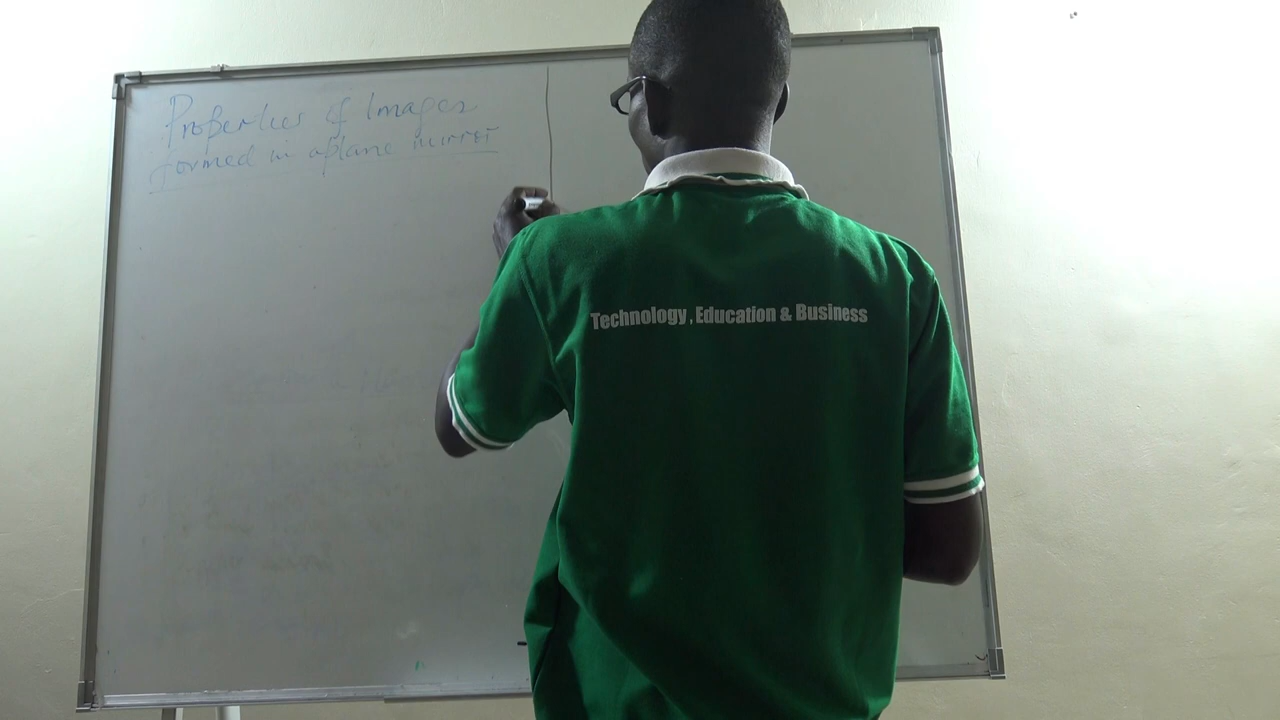 Properties of Images
formed in a plane mirror
Technology, Education & Business